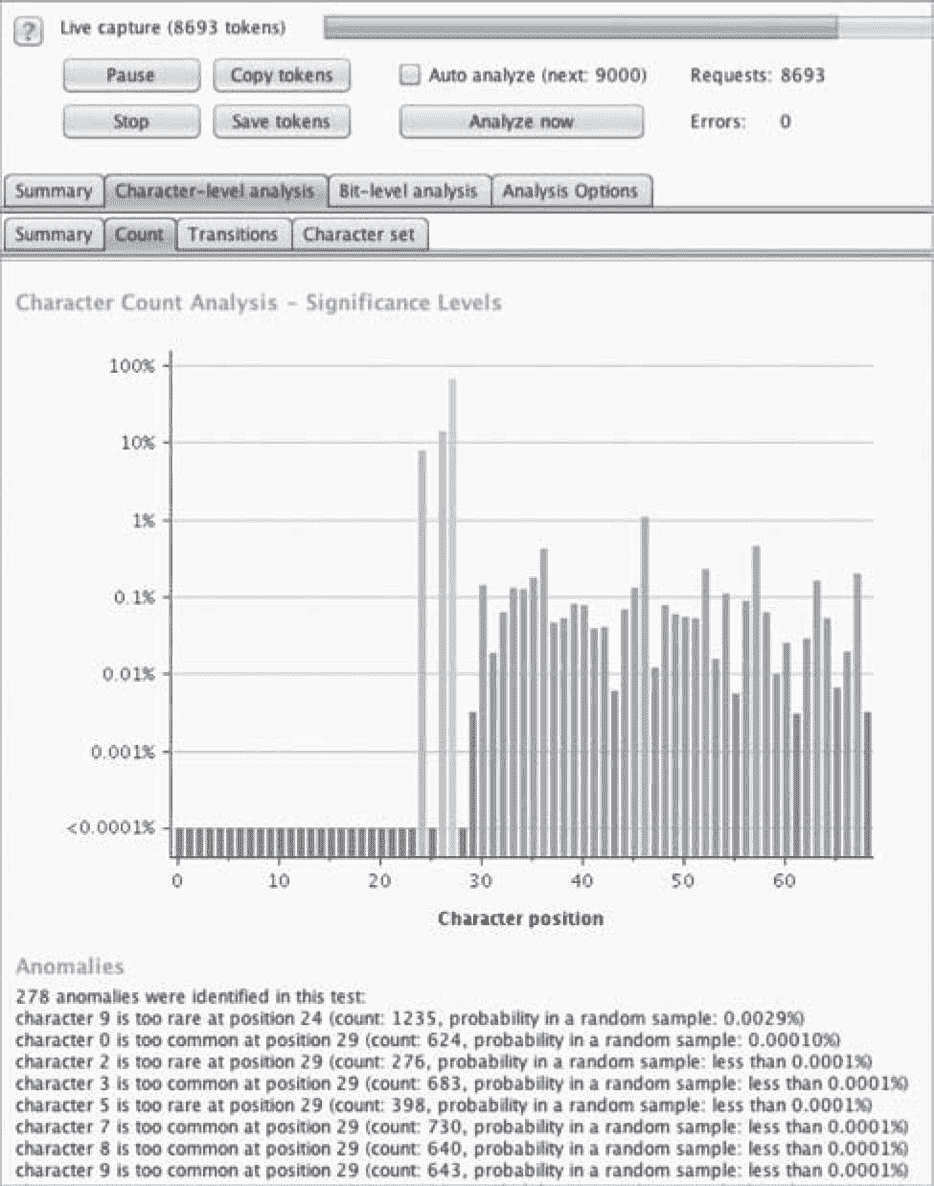 ? Live capture (8693 tokens)
Pause Copy tokens Auto analyze (next: 9000) Requests: 8693
Stop Save tokens Analyze now Errors: 0
Summary Character-level analysis Bit-level analysis Analysis Options
Summary Count Transitions Character set
Character Count Analysis - Significance Levels
100%
10%
1%
0.1%
0.01%
0.001%
<0.0001%
0 10 20 30 40 50 60
Character position
Anomalies
278 anomalies were identified in this test:
character 9 is too rare at position 24 (count: 1235, probability in a random sample: 0.0029%)
character 0 is too common at position 29 (count: 624, probability in a random sample: 0.00010%)
character 2 is too rare at position 29 (count: 276, probability in a random sample: less than 0.0001%)
character 3 is too common at position 29 (count: 683, probability in a random sample: less than 0.0001%)
character 5 is too rare at position 29 (count: 398, probability in a random sample: less than 0.0001%)
character 7 is too common at position 29 (count: 730, probability in a random sample: less than 0.0001%)
character 8 is too common at position 29 (count: 640, probability in a random sample: less than 0.0001%)
character 9 is too common at position 29 (count: 643, probability in a random sample: less than 0.0001%)